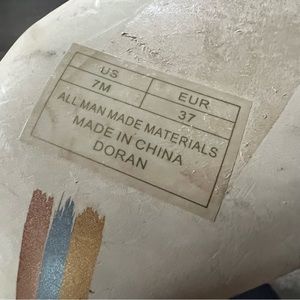 US EUR
7M 37
ALL MAN MADE MATERIALS
MADE IN CHINA
DORAN